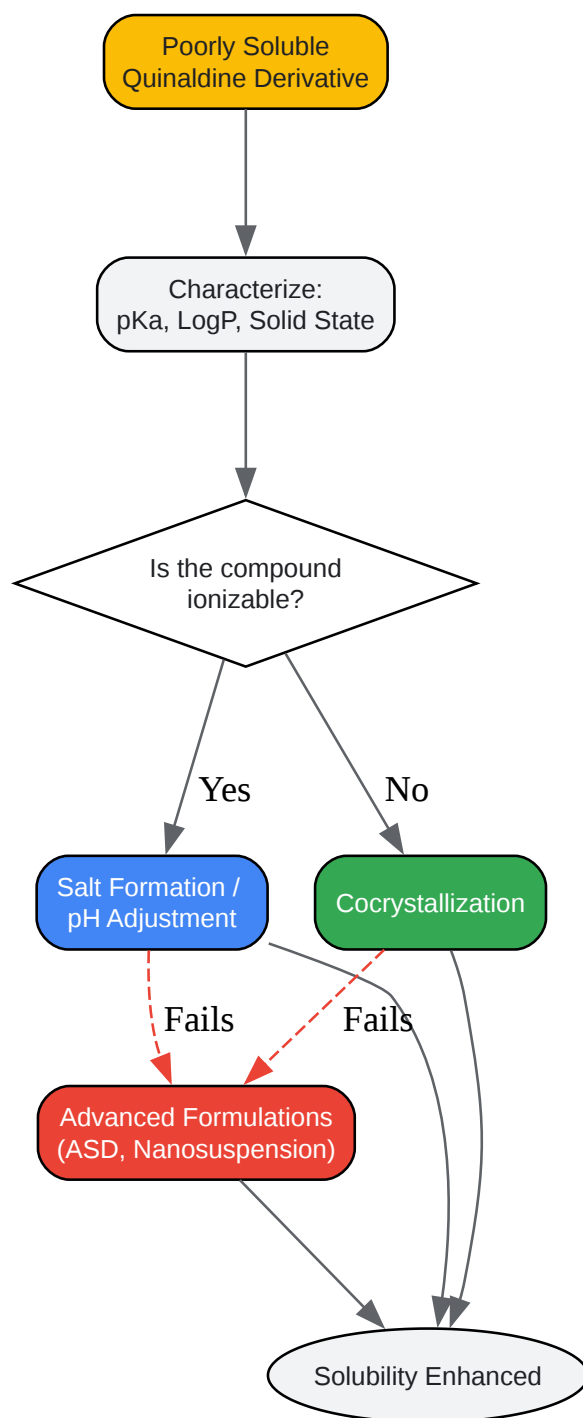 Poorly Soluble
Quinaldine Derivative
Characterize:
pKa, LogP, Solid State
Is the compound
ionizable?
Yes
No
Salt Formation /
pH Adjustment
Cocrystallization
Fails
Fails
Advanced Formulations
(ASD, Nanosuspension)
Solubility Enhanced